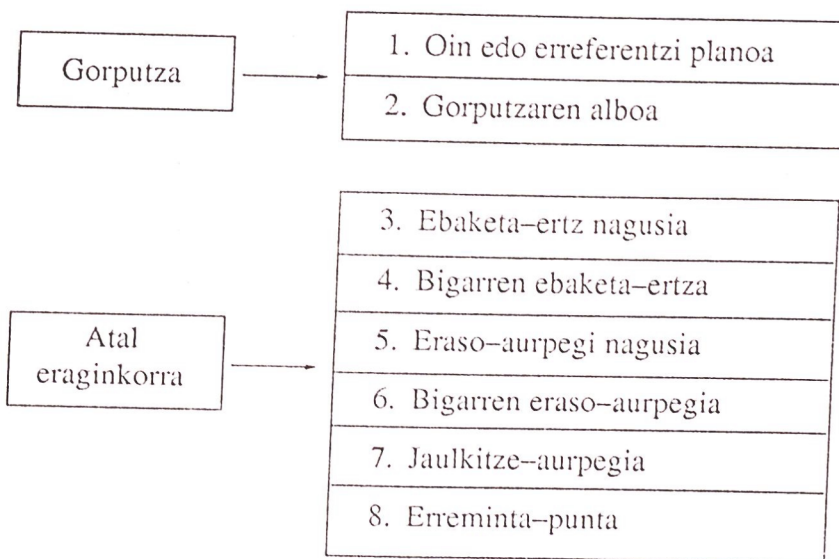 Gorputza
1. Oin edo erreferentzi planoa
2. Gorputzaren alboa
Atal
eraginkorra
3. Ebaketa–ertz nagusia
4. Bigarren ebaketa–ertza
5. Eraso–aurpegi nagusia
6. Bigarren eraso–aurpegia
7. Jaulkitze–aurpegia
8. Erreminta–punta